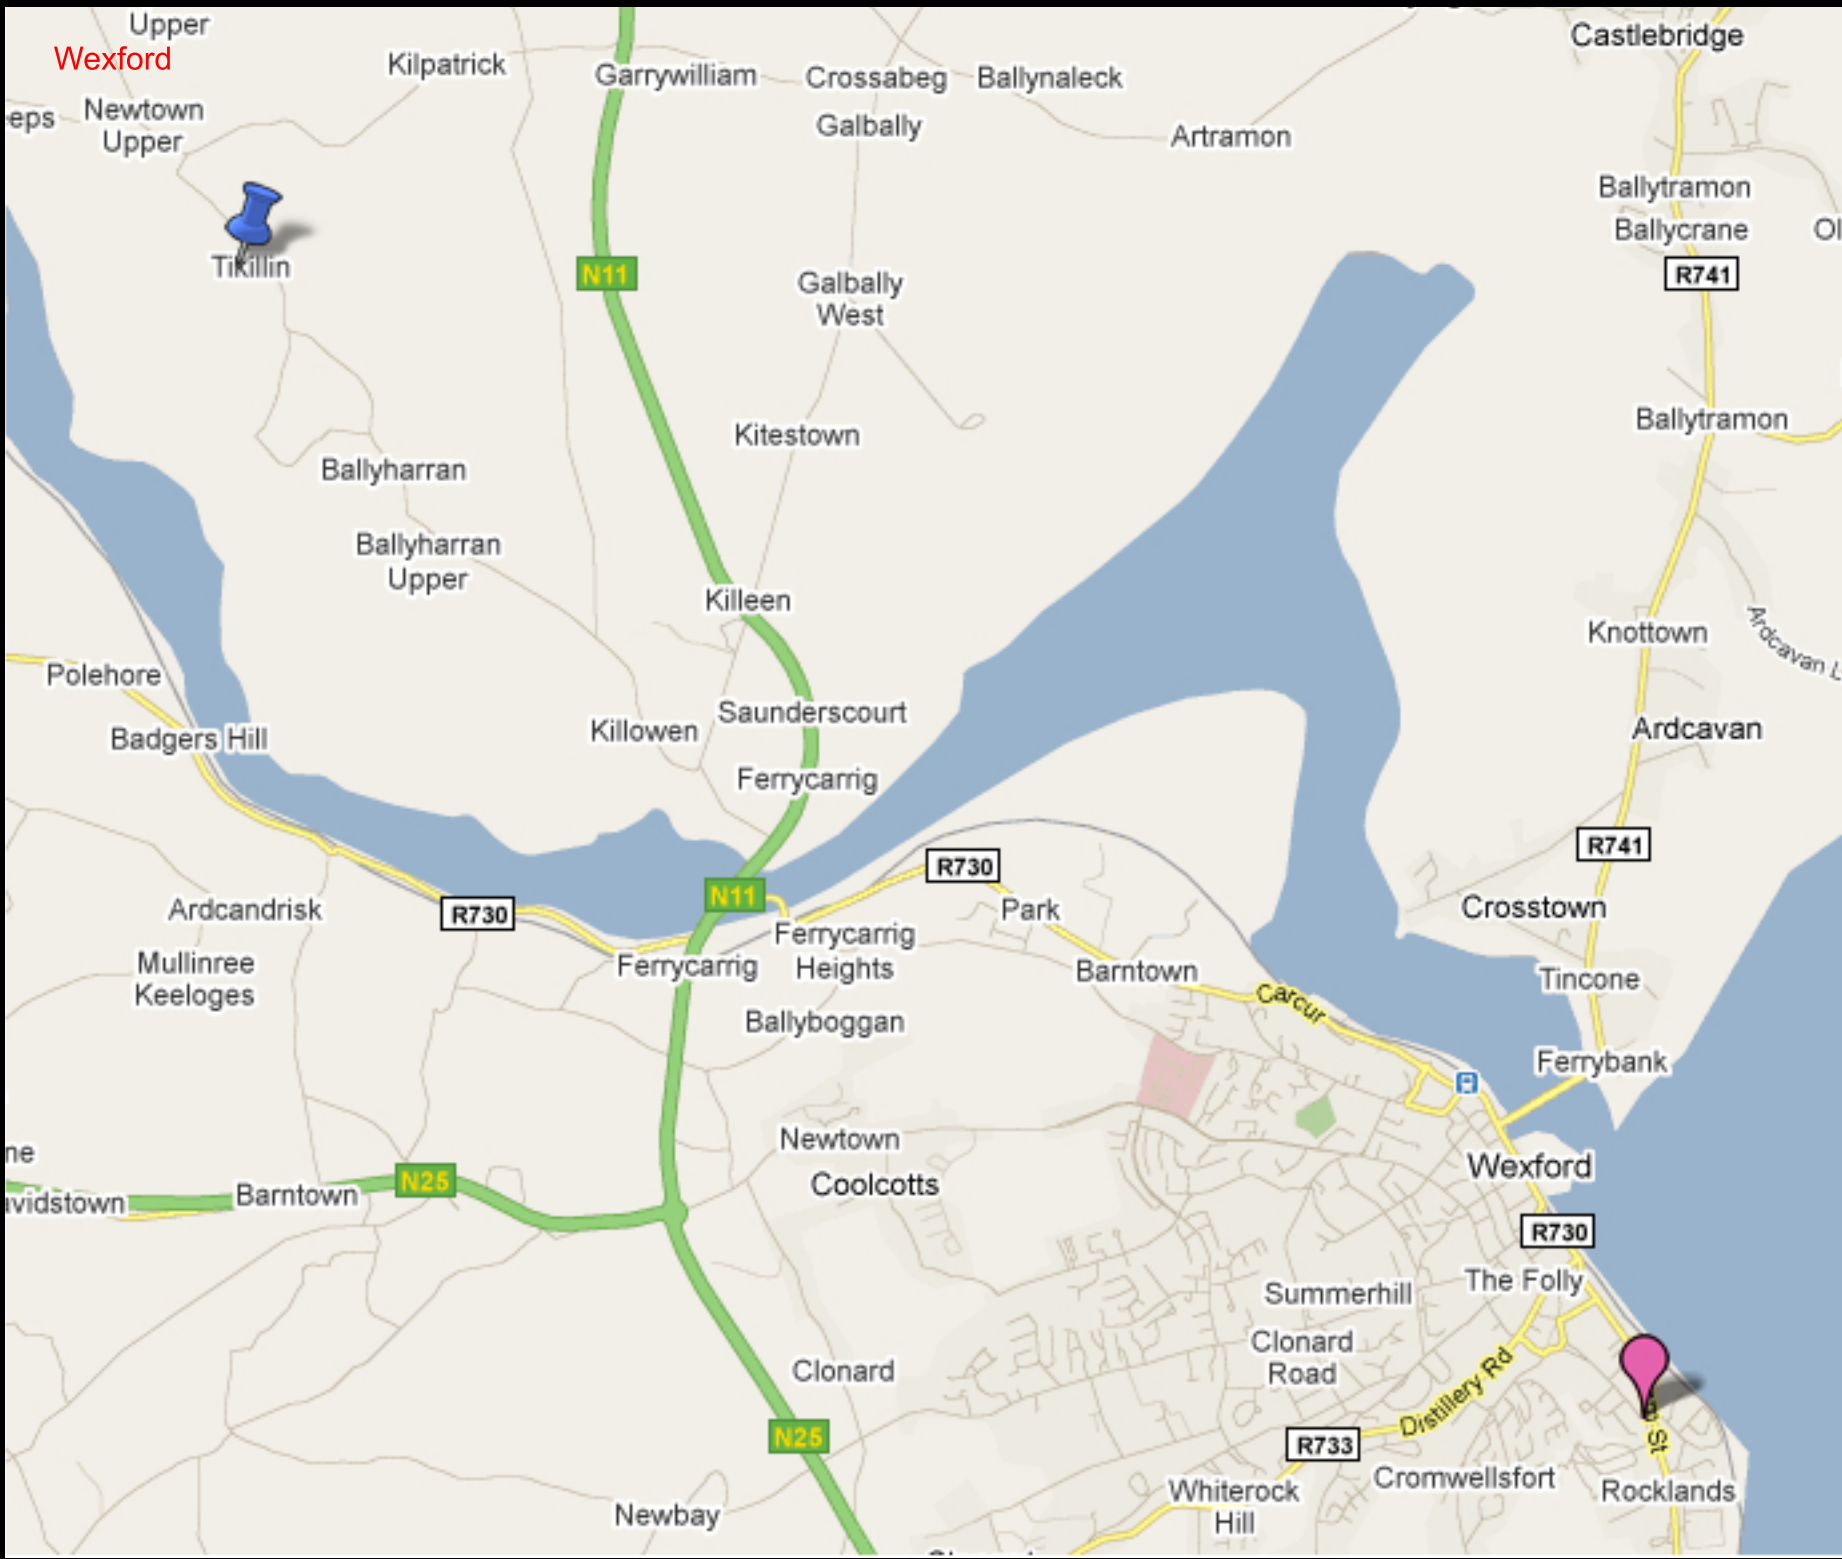 Upper
Wexford
Castlebridge
Kilpatrick
Garrywilliam
Crossabeg
Ballynaleck
eps
Newtown
Upper
Galbally
Artramon
Ballytramon
Ballycrane
Ol
Tikillin
N11
R741
Galbally
West
Ballytramon
Kitestown
Ballyharran
Ballyharran
Upper
Killeen
Knottown
Ardcavan L
Polehore
Saunderscourt
Killowen
Ardcavan
Badgers Hill
Ferrycarrig
R741
R730
N11
Ardcandrisk
R730
Park
Crosstown
Ferrycarrig
Heights
Ferrycarrig
Mullinree
Keeloges
Barntown
Tincone
Carcur
Ballyboggan
Ferrybank
Newtown
ne
Wexford
N25
Coolcotts
avidstown
Barntown
R730
The Folly
Summerhill
Clonard
Road
Clonard
Distillery Rd
St
N25
R733
Cromwellsfort
Whiterock
Hill
Rocklands
Newbay